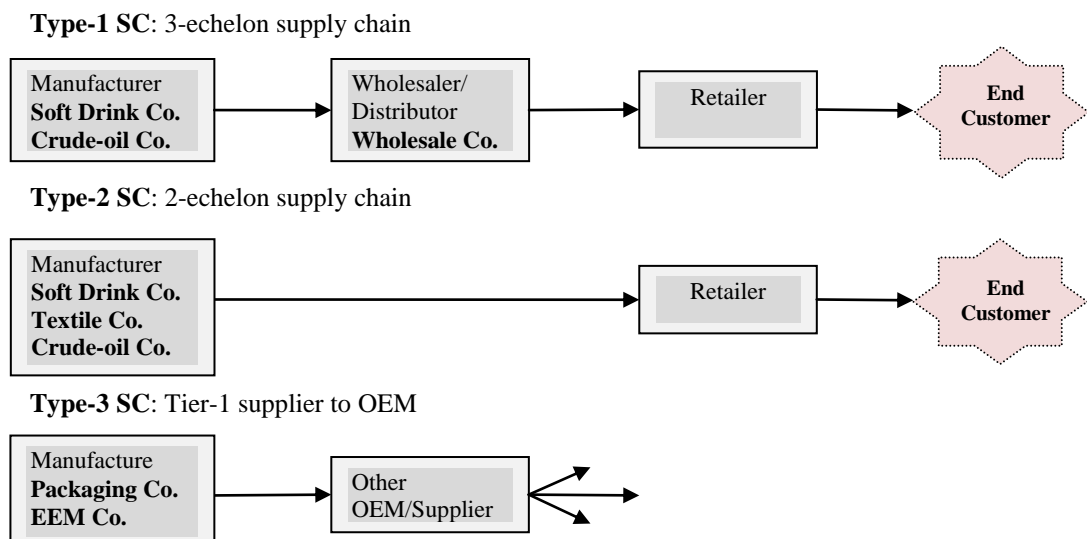 Type-1 SC: 3-echelon supply chain
Manufacturer
Soft Drink Co.
Crude-oil Co.
Wholesaler/
Distributor
Wholesale Co.
Retailer
End
Customer
Type-2 SC: 2-echelon supply chain
Manufacturer
Soft Drink Co.
Textile Co.
Crude-oil Co.
Retailer
End
Customer
Type-3 SC: Tier-1 supplier to OEM
Manufacture
Packaging Co.
EEM Co.
Other
OEM/Supplier